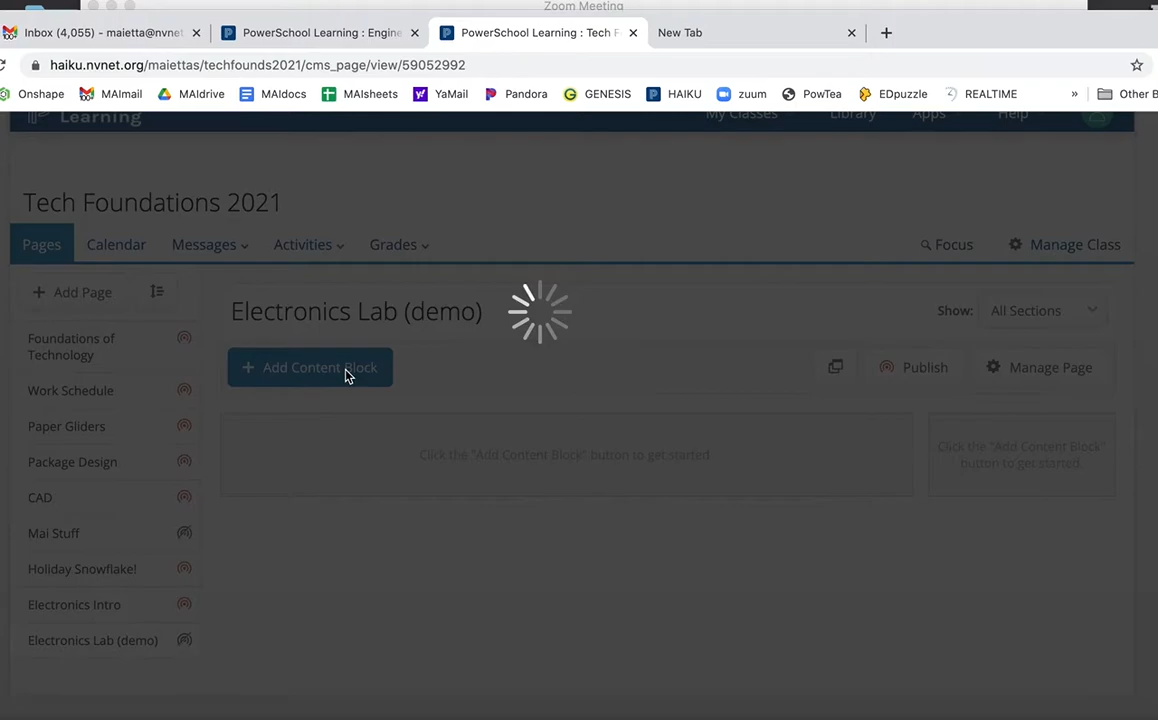 Zoom Meeting
Inbox (4,055) - maietta@nvnet
PowerSchool Learning : Engine
PowerSchool Learning : Tech F
New Tab
haiku.nvnet.org/maiettas/techfounds2021/cms_page/view/59052992
Onshape MAImail MAIdrive MAIdocs MAIsheets YaMail Pandora GENESIS HAIKU zuum PowTea EDpuzzle REALTIME » Other B
Learning My Classes Library Apps Help
Tech Foundations 2021
Pages Calendar Messages Activities Grades Focus Manage Class
+ Add Page
Electronics Lab (demo)
Show: All Sections
Foundations of
Technology
+ Add Content Block
Publish Manage Page
Work Schedule
Paper Gliders
Package Design
CAD
Mai Stuff
Holiday Snowflake!
Electronics Intro
Electronics Lab (demo)
Click the "Add Content Block" button to get started
Click the "Add Content Block"
button to get started.